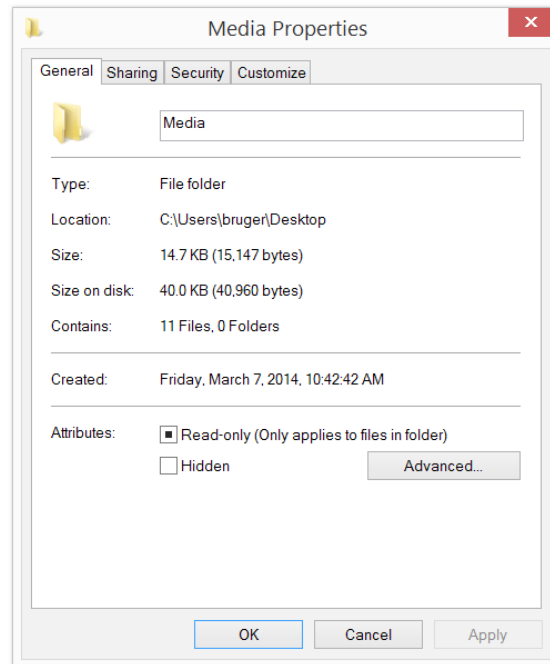 Media Properties
General Sharing Security Customize
Media
Type: File folder
Location: C:\Users\bruger\Desktop
Size: 14.7 KB (15,147 bytes)
Size on disk: 40.0 KB (40,960 bytes)
Contains: 11 Files, 0 Folders
Created: Friday, March 7, 2014, 10:42:42 AM
Attributes: Read-only (Only applies to files in folder)
Hidden Advanced...
OK Cancel Apply